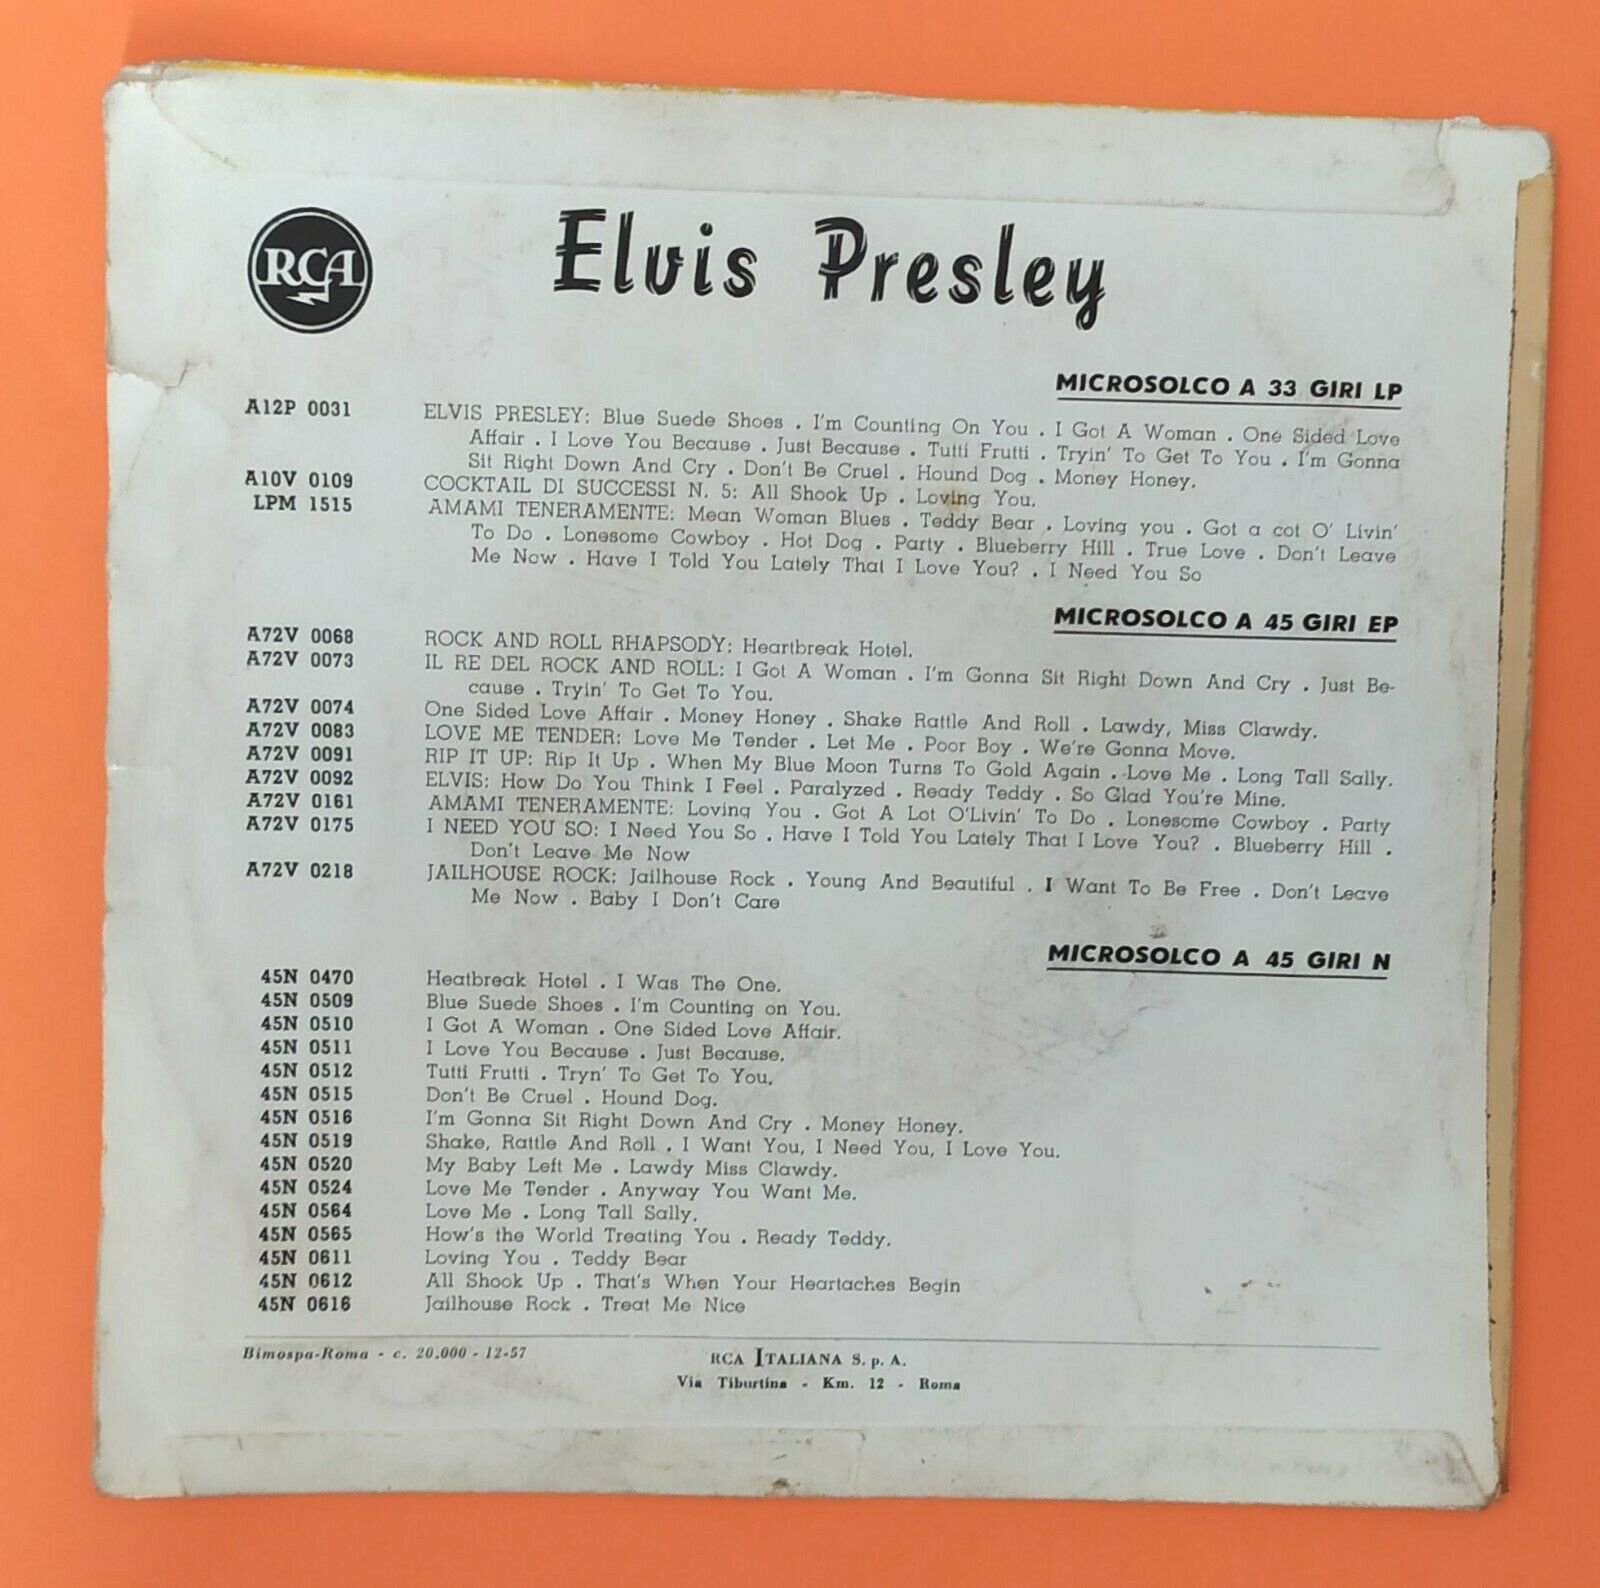 RCA
Elvis Presley
MICROSOLCO A 33 GIRI LP
A12P 0031 ELVIS PRESLEY: Blue Suede Shoes . I'm Counting On You . I Got A Woman . One Sided Love
Affair . I Love You Because . Just Because . Tutti Frutti . Tryin' To Get To You . I'm Gonna
Sit Right Down And Cry . Don't Be Cruel . Hound Dog . Money Honey.
A10V 0109 COCKTAIL DI SUCCESSI N. 5: All Shook Up . Loving You.
LPM 1515 AMAMI TENERAMENTE: Mean Woman Blues . Teddy Bear . Loving you . Got a cot O' Livin'
To Do . Lonesome Cowboy . Hot Dog . Party . Blueberry Hill . True Love . Don't Leave
Me Now . Have I Told You Lately That I Love You? . I Need You So
MICROSOLCO A 45 GIRI EP
A72V 0068 ROCK AND ROLL RHAPSODY: Heartbreak Hotel.
A72V 0073 IL RE DEL ROCK AND ROLL: I Got A Woman . I'm Gonna Sit Right Down And Cry . Just Be-
cause . Tryin' To Get To You.
A72V 0074 One Sided Love Affair . Money Honey . Shake Rattle And Roll . Lawdy, Miss Clawdy.
A72V 0083 LOVE ME TENDER: Love Me Tender . Let Me . Poor Boy . We're Gonna Move.
A72V 0091 RIP IT UP: Rip It Up . When My Blue Moon Turns To Gold Again . Love Me . Long Tall Sally.
A72V 0092 ELVIS: How Do You Think I Feel . Paralyzed . Ready Teddy . So Glad You're Mine.
A72V 0161 AMAMI TENERAMENTE: Loving You . Got A Lot O'Livin' To Do . Lonesome Cowboy . Party
A72V 0175 I NEED YOU SO: I Need You So . Have I Told You Lately That I Love You? . Blueberry Hill .
Don't Leave Me Now
A72V 0218 JAILHOUSE ROCK: Jailhouse Rock . Young And Beautiful . I Want To Be Free . Don't Leave
Me Now . Baby I Don't Care
MICROSOLCO A 45 GIRI N
45N 0470 Heatbreak Hotel . I Was The One.
45N 0509 Blue Suede Shoes . I'm Counting on You.
45N 0510 I Got A Woman . One Sided Love Affair.
45N 0511 I Love You Because . Just Because.
45N 0512 Tutti Frutti . Tryn' To Get To You.
45N 0515 Don't Be Cruel . Hound Dog.
45N 0516 I'm Gonna Sit Right Down And Cry . Money Honey.
45N 0519 Shake, Rattle And Roll . I Want You, I Need You, I Love You.
45N 0520 My Baby Left Me . Lawdy Miss Clawdy.
45N 0524 Love Me Tender . Anyway You Want Me.
45N 0564 Love Me . Long Tall Sally.
45N 0565 How's the World Treating You . Ready Teddy.
45N 0611 Loving You . Teddy Bear
45N 0612 All Shook Up . That's When Your Heartaches Begin
45N 0616 Jailhouse Rock . Treat Me Nice
Bimospa-Roma - c. 20.000 - 12-57
RCA ITALIANA S. p. A.
Via Tiburtina - Km. 12 - Roma